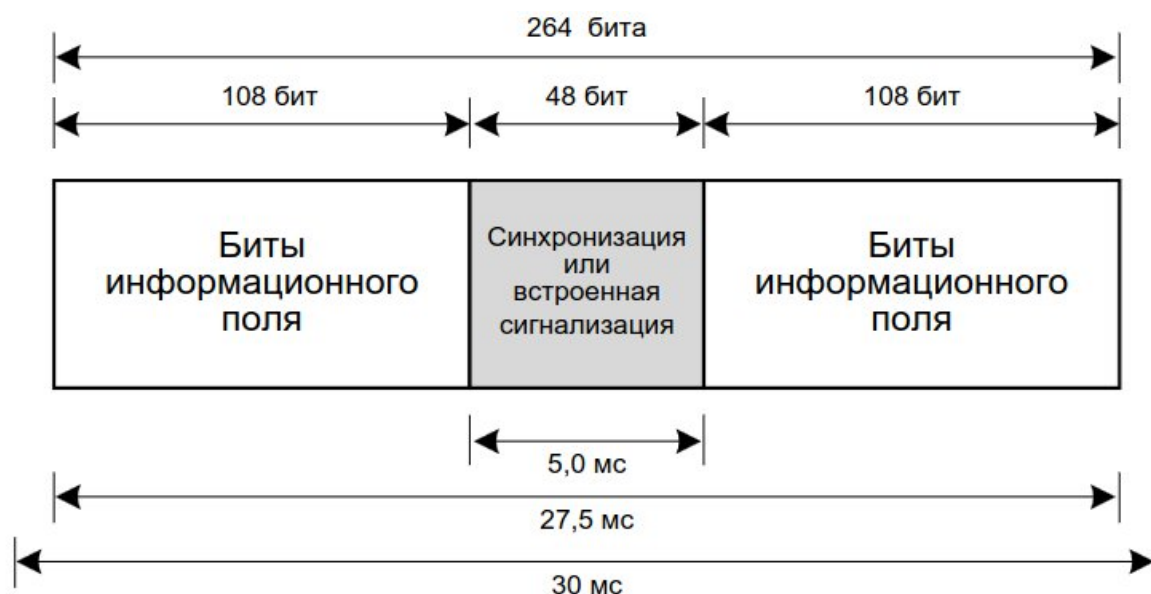 264 бита
108 бит
48 бит
108 бит
Биты
информационного
поля
Синхронизация
или
встроенная
сигнализация
Биты
информационного
поля
5,0 мс
27,5 мс
30 мс